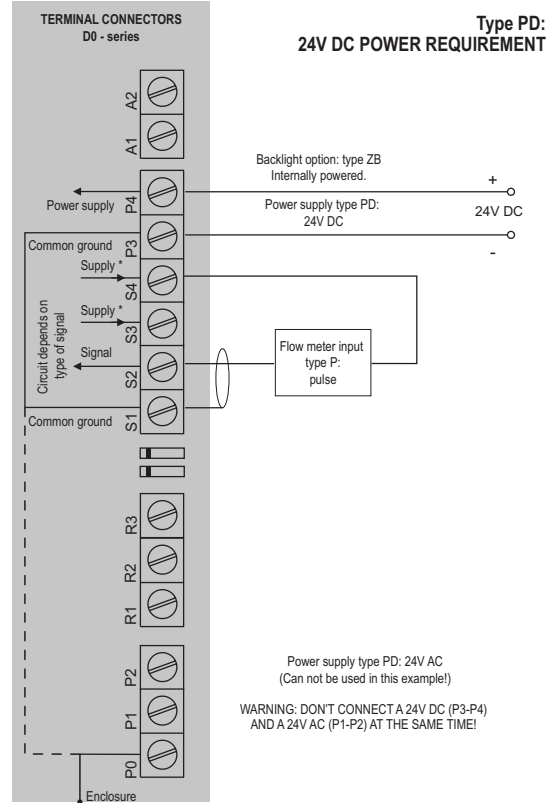 TERMINAL CONNECTORS
D0 - series
Type PD:
24V DC POWER REQUIREMENT
A2
A1
Backlight option: type ZB
Internally powered.
+
P4
Power supply
Power supply type PD:
24V DC
24V DC
P3
Common ground
-
Supply *
S4
Supply *
S3
Circuit depends on
type of signal
Signal
S2
Flow meter input
type P:
pulse
Common ground
S1
R3
R2
R1
P2
Power supply type PD: 24V AC
(Can not be used in this example!)
P1
WARNING: DON'T CONNECT A 24V DC (P3-P4)
AND A 24V AC (P1-P2) AT THE SAME TIME!
P0
Enclosure